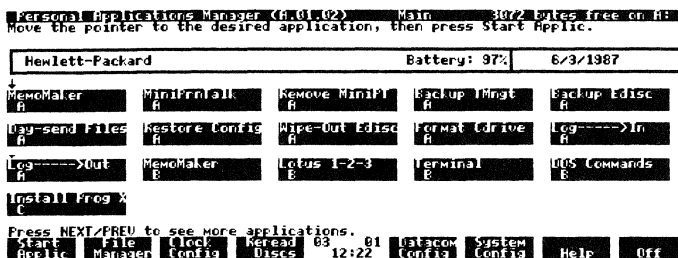 Personal Applications Manager (A.01.02) Main 3072 bytes free on A:
Move the pointer to the desired application, then press Start Applic.
Hewlett-Packard Battery: 97% 6/3/1987
MemoMaker MiniPrnTalk Remove MiniPT Backup TMngt Backup Edisc
A A A A A
Day-send Files Restore Config Wipe-Out Edisc Format Cdrive Log----->In
A A A A A
Log----->Out MemoMaker Lotus 1-2-3 Terminal DOS Commands
A B B B B
Install Prog X
C
Press NEXT/PREV to see more applications.
Start File Clock Reread 03 01 Datacom System
Applic Manager Config Discs 12:22 Config Config Help Off